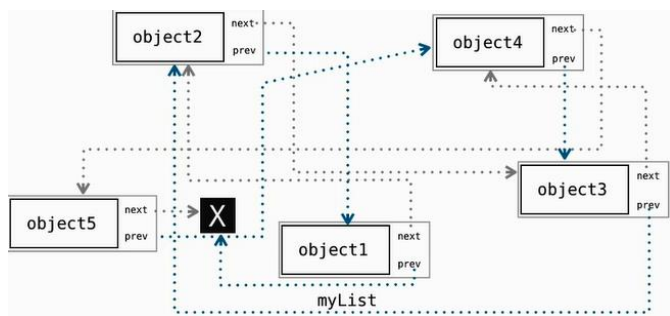 object2
next
prev
object4
next
prev
object3
next
prev
object5
next
prev
X
object1
next
prev
myList